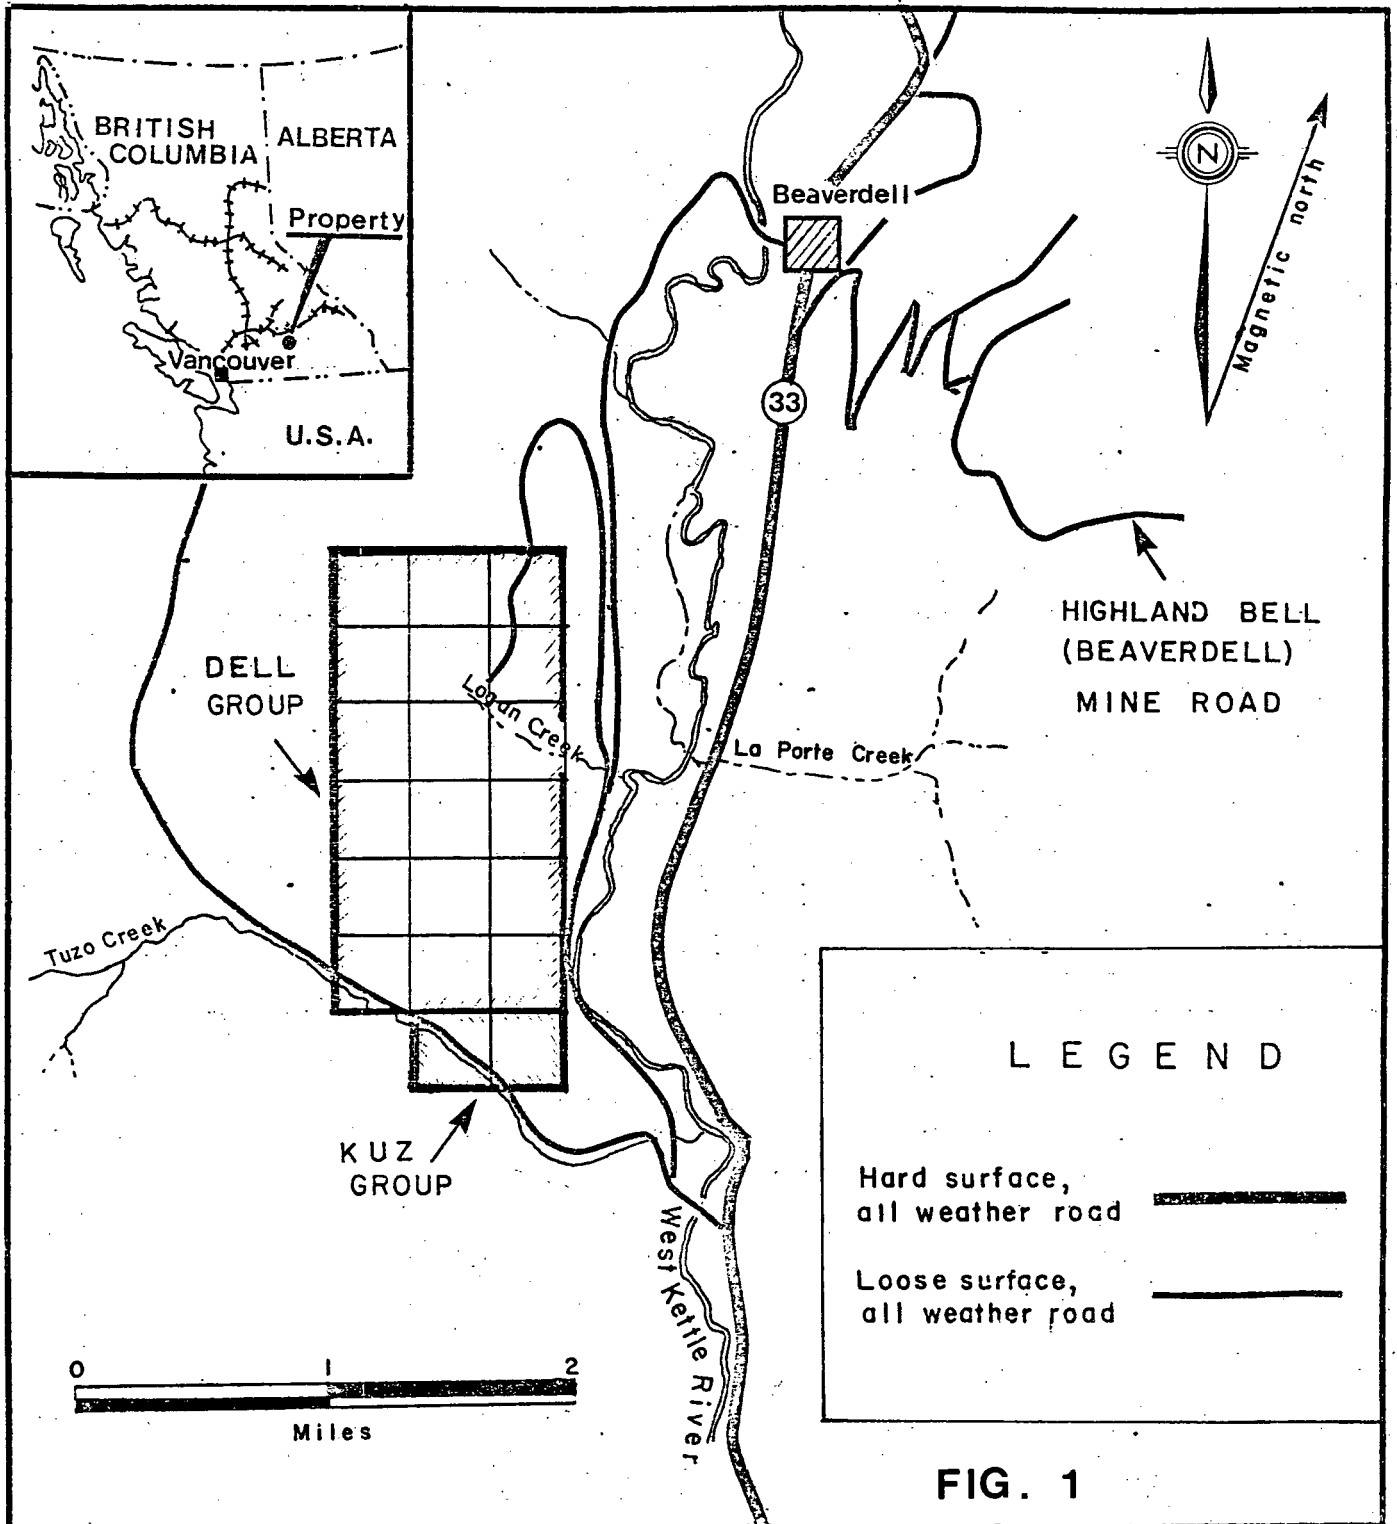 BRITISH
COLUMBIA
ALBERTA
Property
Vancouver
U.S.A.
Beaverdell
N
Magnetic north
33
HIGHLAND BELL
(BEAVERDELL)
MINE ROAD
DELL
GROUP
Logan Creek
La Porte Creek
Tuzo Creek
KUZ
GROUP
West Kettle River
LEGEND
Hard surface,
all weather road
Loose surface,
all weather road
0 1 2
Miles
FIG. 1